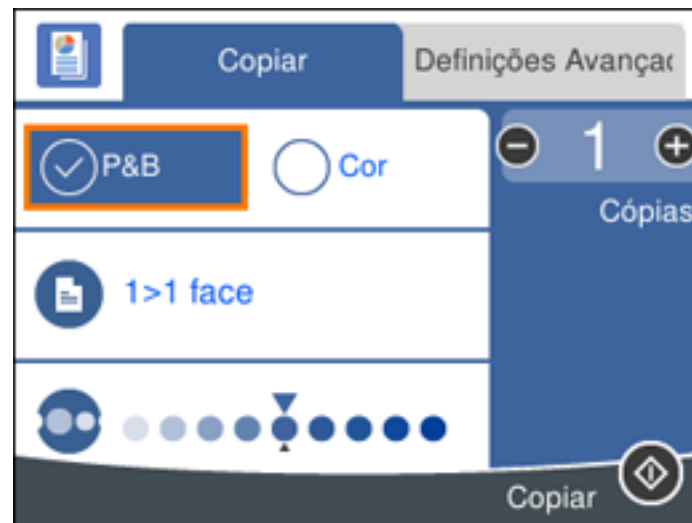 Copiar
Definições Avança
P&B
Cor
1
Cópias
1>1 face
Copiar